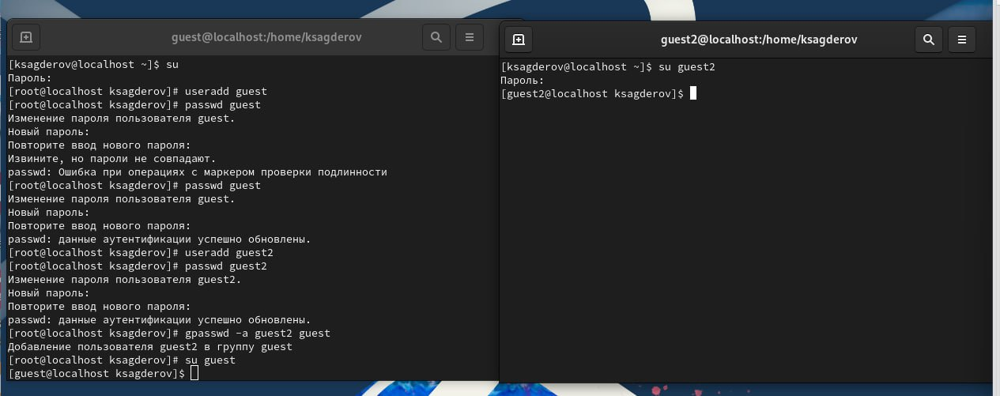 guest@localhost:/home/ksagderov
[ksagderov@localhost ~]$ su
Пароль:
[root@localhost ksagderov]# useradd guest
[root@localhost ksagderov]# passwd guest
Изменение пароля пользователя guest.
Новый пароль:
Повторите ввод нового пароля:
Извините, но пароли не совпадают.
passwd: Ошибка при операциях с маркером проверки подлинности
[root@localhost ksagderov]# passwd guest
Изменение пароля пользователя guest.
Новый пароль:
Повторите ввод нового пароля:
passwd: данные аутентификации успешно обновлены.
[root@localhost ksagderov]# useradd guest2
[root@localhost ksagderov]# passwd guest2
Изменение пароля пользователя guest2.
Новый пароль:
Повторите ввод нового пароля:
passwd: данные аутентификации успешно обновлены.
[root@localhost ksagderov]# gpasswd -a guest2 guest
Добавление пользователя guest2 в группу guest
[root@localhost ksagderov]# su guest
[guest@localhost ksagderov]$
guest2@localhost:/home/ksagderov
[ksagderov@localhost ~]$ su guest2
Пароль:
[guest2@localhost ksagderov]$